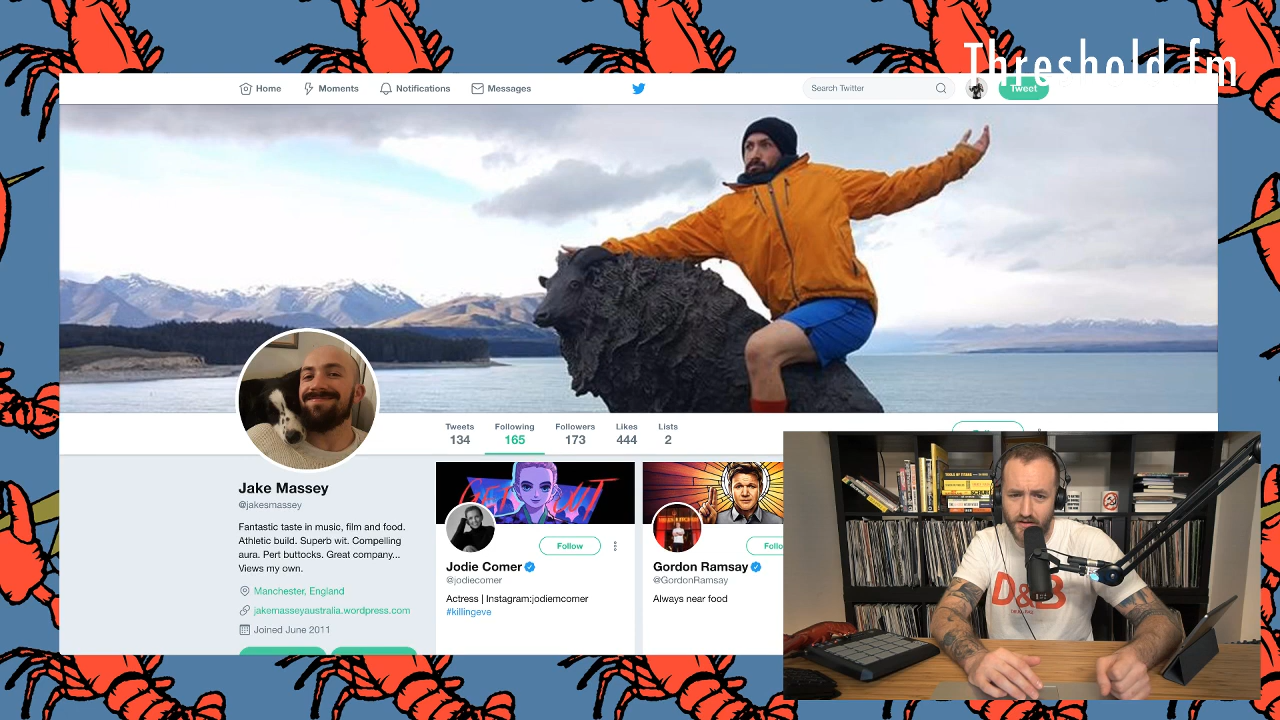 Threshold fm
Home
Moments
Notifications
Messages
Search Twitter
Tweet
Tweets
134
Following
165
Followers
173
Likes
444
Lists
2
Jake Massey
@jakesmassey
Fantastic taste in music, film and food.
Athletic build. Superb wit. Compelling
aura. Pert buttocks. Great company...
Views my own.
Manchester, England
jakemasseyaustralia.wordpress.com
Joined June 2011
Follow
Jodie Comer
@jodiecomer
Actress | Instagram:jodiemcomer
#killingeve
Gordon Ramsay
@GordonRamsay
Always near food
D&B